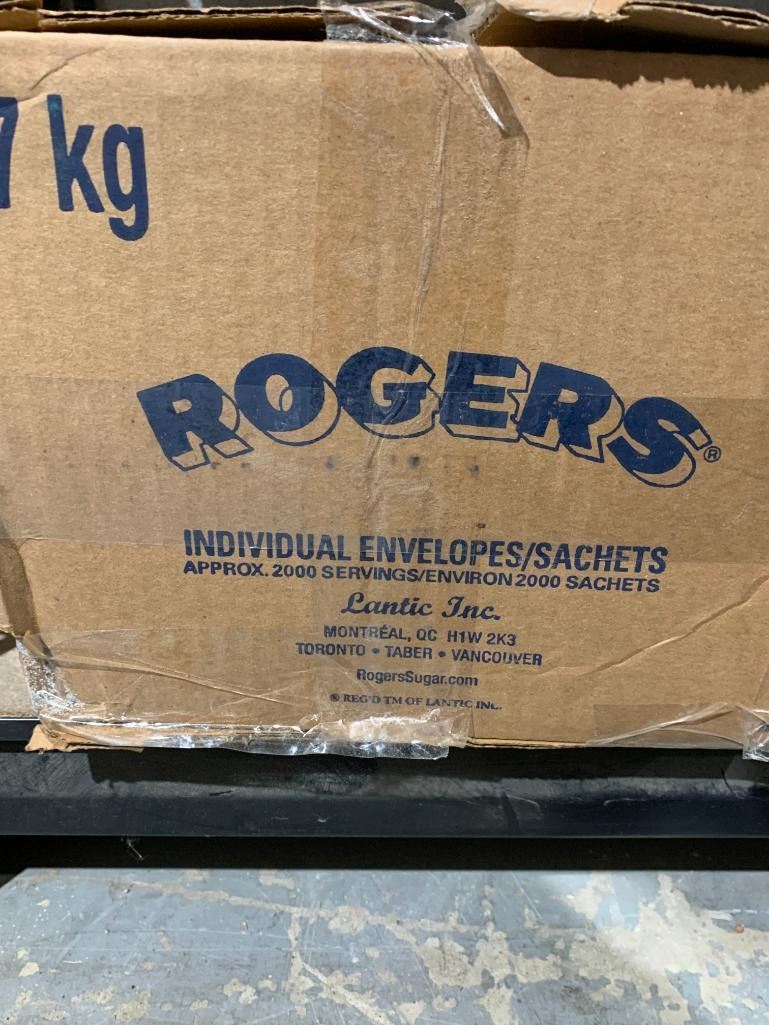 7 kg
ROGERS®
INDIVIDUAL ENVELOPES/SACHETS
APPROX. 2000 SERVINGS/ENVIRON 2000 SACHETS
Lantic Inc.
MONTRÉAL, QC H1W 2K3
TORONTO • TABER • VANCOUVER
RogersSugar.com
® REG'D TM OF LANTIC INC.